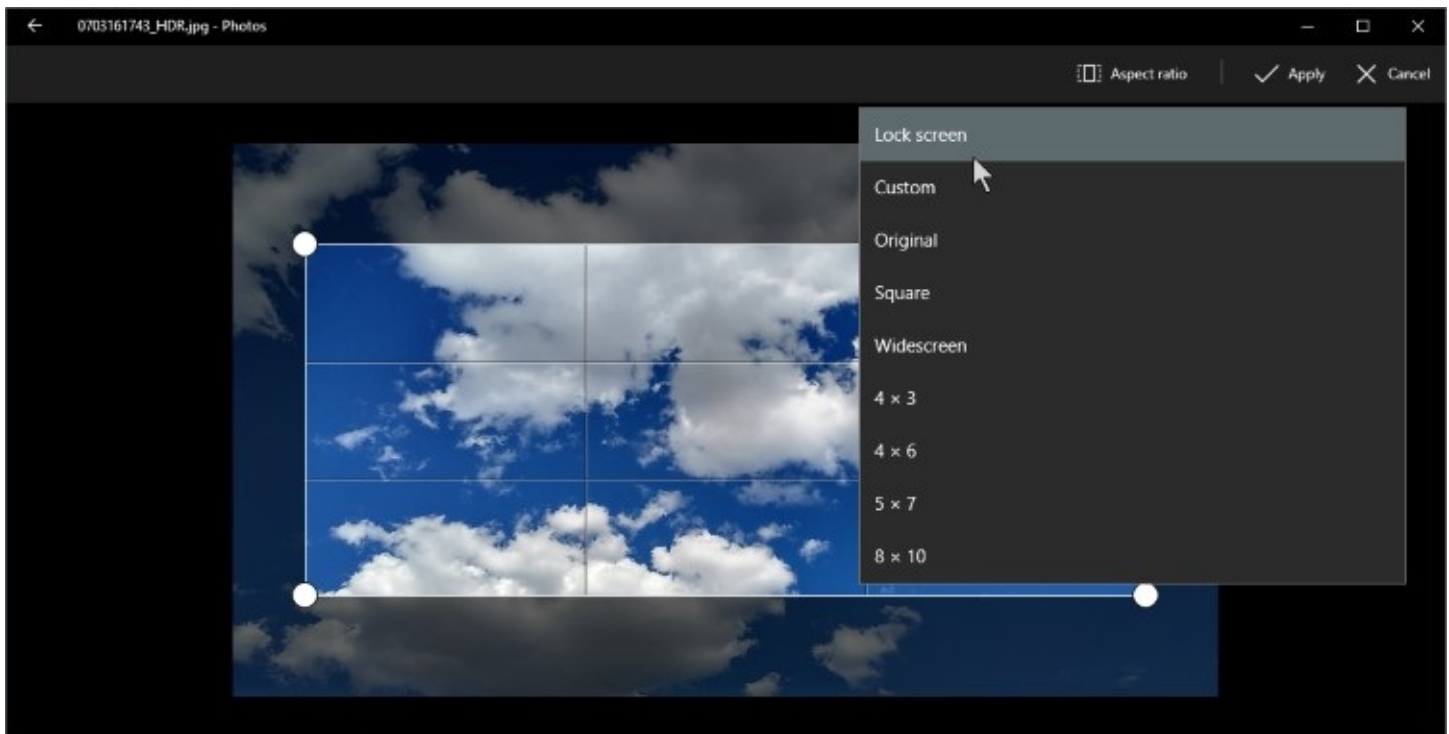 0703161743_HDR.jpg - Photos
Aspect ratio
Apply
Cancel
Lock screen
Custom
Original
Square
Widescreen
4 × 3
4 × 6
5 × 7
8 × 10